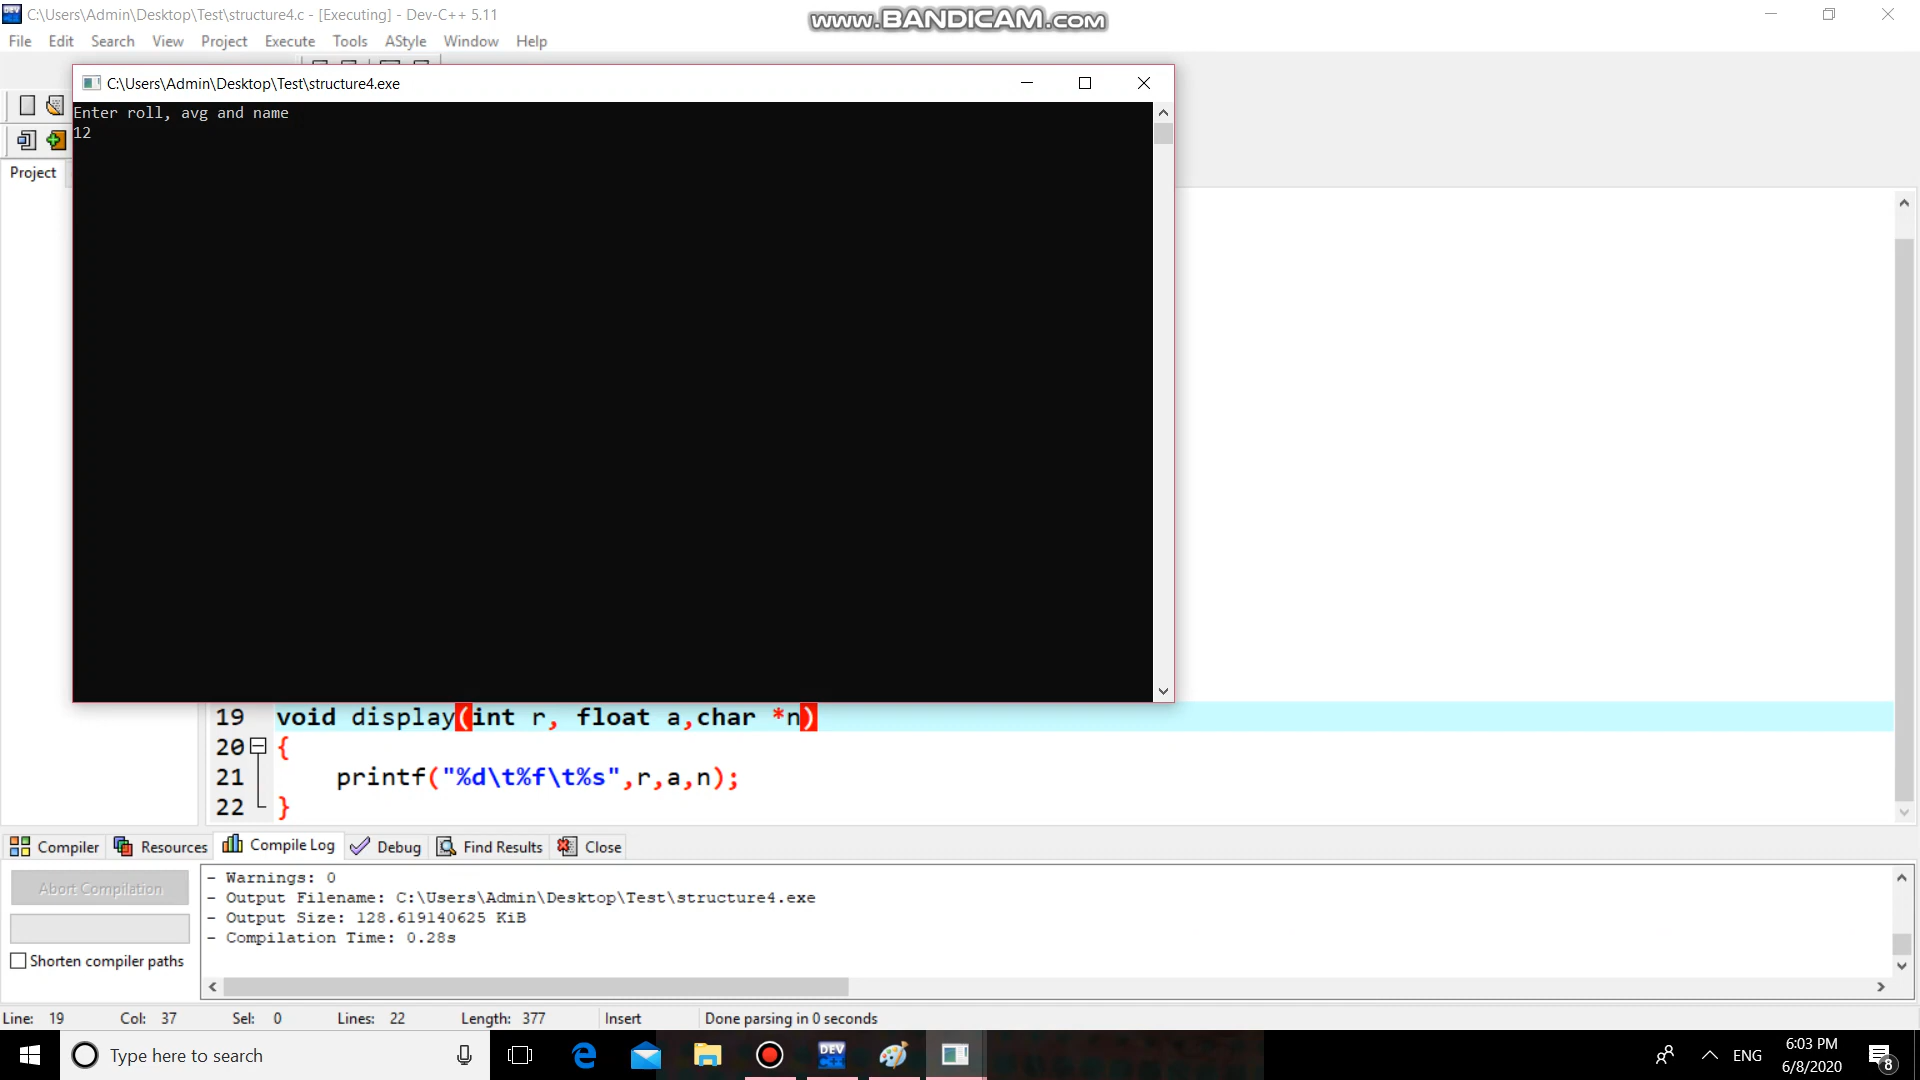 C:\Users\Admin\Desktop\Test\structure4.c - [Executing] - Dev-C++ 5.11
www.BANDICAM.com
File Edit Search View Project Execute Tools AStyle Window Help
C:\Users\Admin\Desktop\Test\structure4.exe
Enter roll, avg and name
12
Project
19 void display(int r, float a,char *n)
20 {
21 printf("%d\t%f\t%s",r,a,n);
22 }
Compiler Resources Compile Log Debug Find Results Close
Abort Compilation
Shorten compiler paths
- Warnings: 0
- Output Filename: C:\Users\Admin\Desktop\Test\structure4.exe
- Output Size: 128.619140625 KiB
- Compilation Time: 0.28s
Line: 19 Col: 37 Sel: 0 Lines: 22 Length: 377 Insert Done parsing in 0 seconds
Type here to search
DEV C++
ENG
6:03 PM
6/8/2020
8